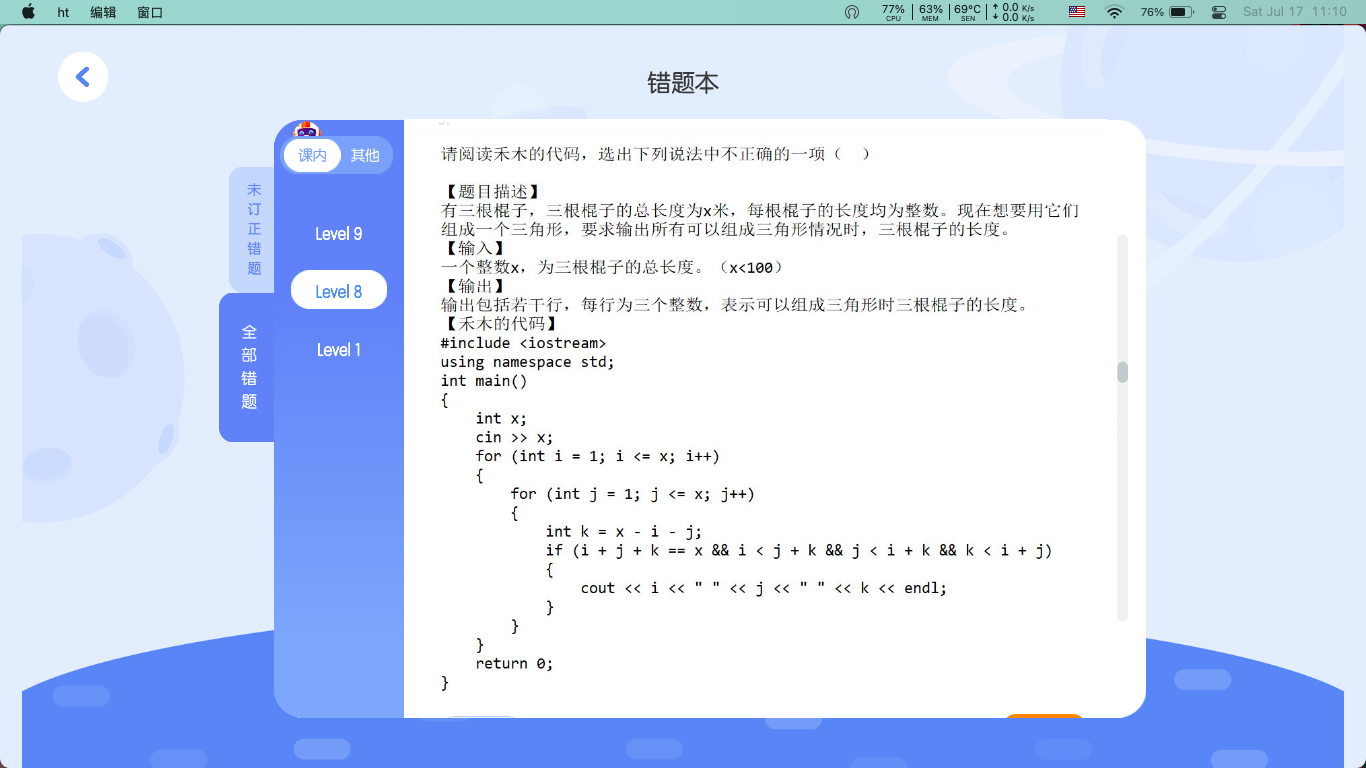 ht 编辑 窗口
77% CPU 63% MEM 69°C SEN ↑ 0.0 K/s ↓ 0.0 K/s 76% Sat Jul 17 11:10
错题本
课内 其他
未订正错题
全部错题
Level 9
Level 8
Level 1
请阅读禾木的代码，选出下列说法中不正确的一项（ ）
【题目描述】
有三根棍子，三根棍子的总长度为x米，每根棍子的长度均为整数。现在想要用它们
组成一个三角形，要求输出所有可以组成三角形情况时，三根棍子的长度。
【输入】
一个整数x，为三根棍子的总长度。（x<100）
【输出】
输出包括若干行，每行为三个整数，表示可以组成三角形时三根棍子的长度。
【禾木的代码】
#include <iostream>
using namespace std;
int main()
{
    int x;
    cin >> x;
    for (int i = 1; i <= x; i++)
    {
        for (int j = 1; j <= x; j++)
        {
            int k = x - i - j;
            if (i + j + k == x && i < j + k && j < i + k && k < i + j)
            {
                cout << i << " " << j << " " << k << endl;
            }
        }
    }
    return 0;
}